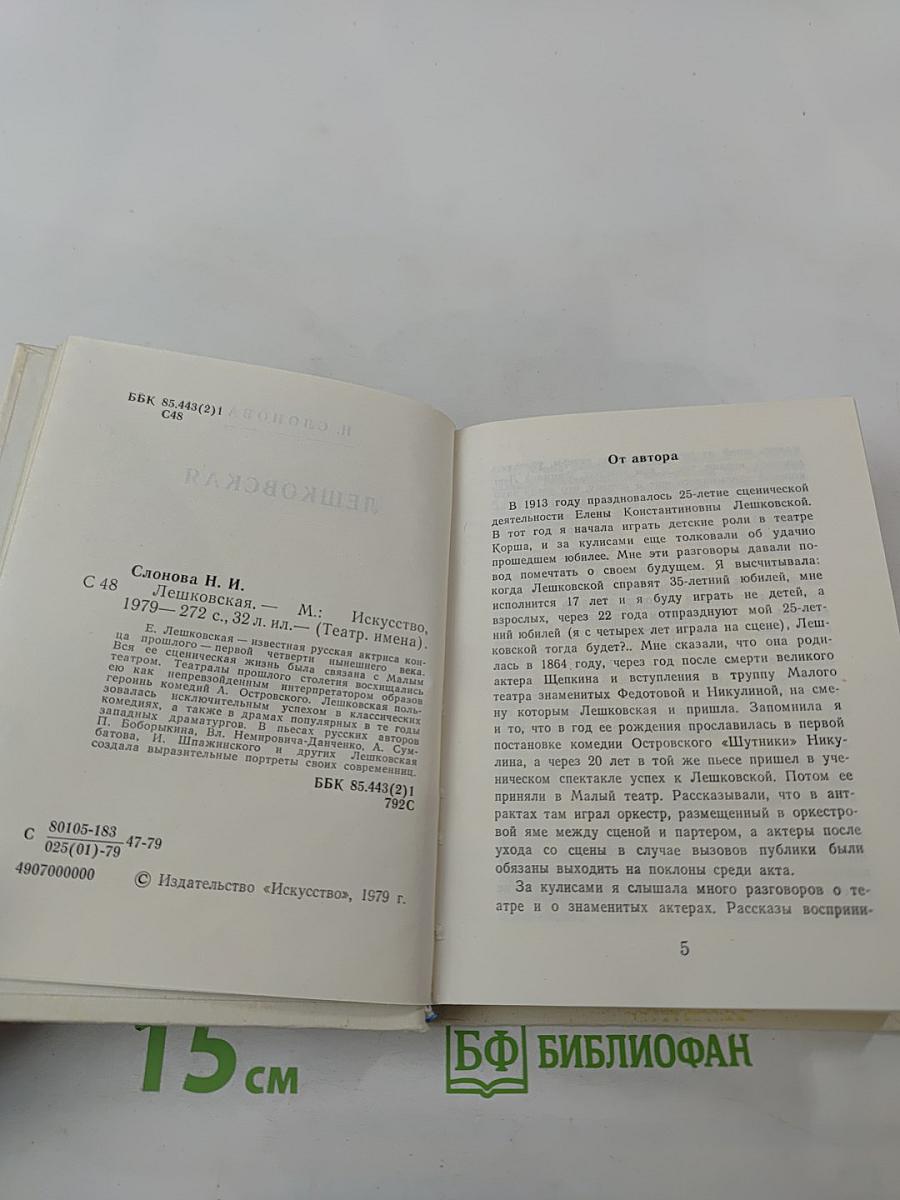 ББК 85.443(2)1
С48
Н. СЛОНОВА
ЛЕШКОВСКАЯ
Слонова Н. И.
С 48 Лешковская. — М.: Искусство,
1979— 272 с., 32 л. ил.— (Театр. имена).
Е. Лешковская — известная русская актриса кон-
ца прошлого — первой четверти нынешнего века.
Вся ее сценическая жизнь была связана с Малым
театром. Театралы прошлого столетия восхищались
ею как непревзойденным интерпретатором образов
героинь комедий А. Островского. Лешковская поль-
зовалась исключительным успехом в классических
комедиях, а также в драмах популярных в те годы
западных драматургов. В пьесах русских авторов
П. Боборыкина, Вл. Немировича-Данченко, А. Сум-
батова, И. Шпажинского и других Лешковская
создала выразительные портреты своих современниц.
ББК 85.443(2)1
792С
С 80105-183 47-79
025(01)-79
4907000000
© Издательство «Искусство», 1979 г.
От автора
В 1913 году праздновалось 25-летие сценической
деятельности Елены Константиновны Лешковской.
В тот год я начала играть детские роли в театре
Корша, и за кулисами еще толковали об удачно
прошедшем юбилее. Мне эти разговоры давали по-
вод помечтать о своем будущем. Я высчитывала:
когда Лешковской справят 35-летний юбилей, мне
исполнится 17 лет и я буду играть не детей, а
взрослых, через 22 года отпразднуют мой 25-лет-
ний юбилей (я с четырех лет играла на сцене), Леш-
ковской тогда будет?.. Мне сказали, что она роди-
лась в 1864 году, через год после смерти великого
актера Щепкина и вступления в труппу Малого
театра знаменитых Федотовой и Никулиной, на сме-
ну которым Лешковская и пришла. Запомнила я
и то, что в год ее рождения прославилась в первой
постановке комедии Островского «Шутники» Нику-
лина, а через 20 лет в той же пьесе пришел в уче-
ническом спектакле успех к Лешковской. Потом ее
приняли в Малый театр. Рассказывали, что в ант-
рактах там играл оркестр, размещенный в оркестро-
вой яме между сценой и партером, а актеры после
ухода со сцены в случае вызовов публики были
обязаны выходить на поклоны среди акта.
За кулисами я слышала много разговоров о те-
атре и о знаменитых актерах. Рассказы восприни-
5
15 см
БФ БИБЛИОФАН